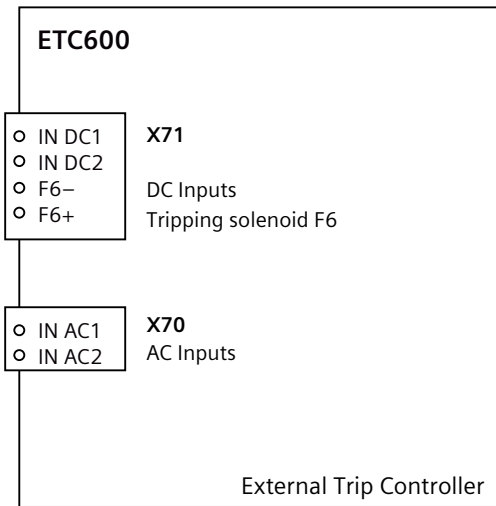 ETC600
IN DC1
IN DC2
F6−
F6+
X71
DC Inputs
Tripping solenoid F6
IN AC1
IN AC2
X70
AC Inputs
External Trip Controller